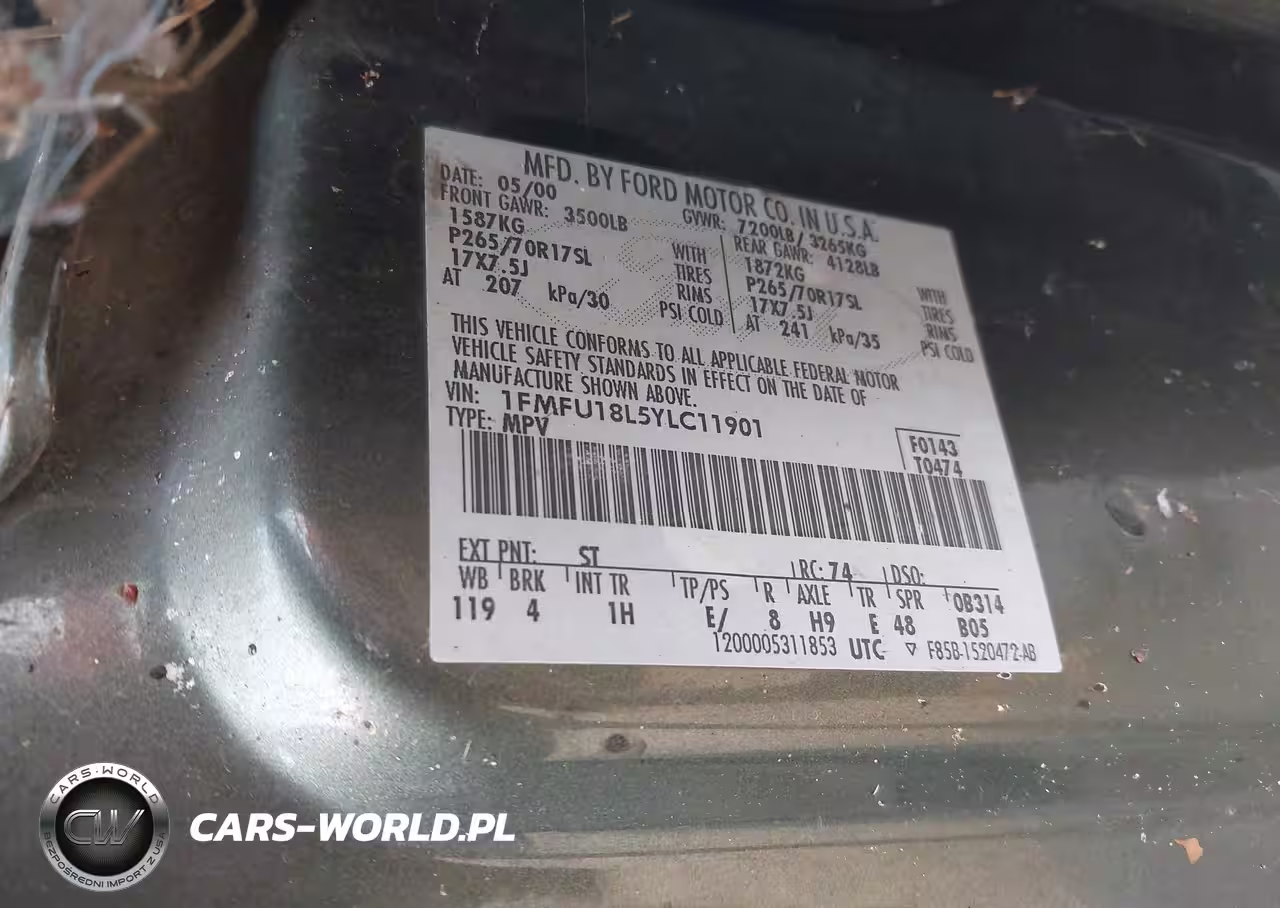 MFD. BY FORD MOTOR CO. IN U.S.A.
DATE: 05/00 GVWR: 7200LB/ 3265KG
FRONT GAWR: 3500LB REAR GAWR: 4128LB
1587KG WITH 1872KG WITH
P265/70R17SL TIRES P265/70R17SL TIRES
17X7.5J RIMS 17X7.5J RIMS
AT 207 kPa/30 PSI COLD AT 241 kPa/35 PSI COLD
THIS VEHICLE CONFORMS TO ALL APPLICABLE FEDERAL MOTOR
VEHICLE SAFETY STANDARDS IN EFFECT ON THE DATE OF
MANUFACTURE SHOWN ABOVE.
VIN: 1FMFU18L5YLC11901
TYPE: MPV
F0143
T0474
EXT PNT: ST RC: 74 DSO:
WB BRK INT TR TP/PS R AXLE TR SPR 0B314
119 4 1H E/ 8 H9 E 48 B05
1200005311853 UTC ▽ F85B-1520472-AB
CARS-WORLD
CW
BEZPOŚREDNI IMPORT Z USA
CARS-WORLD.PL